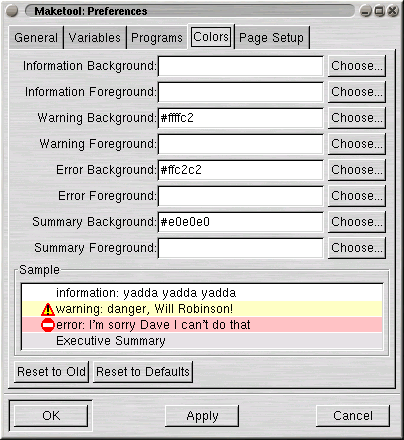 Maketool: Preferences
General Variables Programs Colors Page Setup
Information Background: Choose...
Information Foreground: Choose...
Warning Background: #ffffc2 Choose...
Warning Foreground: Choose...
Error Background: #ffc2c2 Choose...
Error Foreground: Choose...
Summary Background: #e0e0e0 Choose...
Summary Foreground: Choose...
Sample
information: yadda yadda yadda
warning: danger, Will Robinson!
error: I'm sorry Dave I can't do that
Executive Summary
Reset to Old Reset to Defaults
OK Apply Cancel